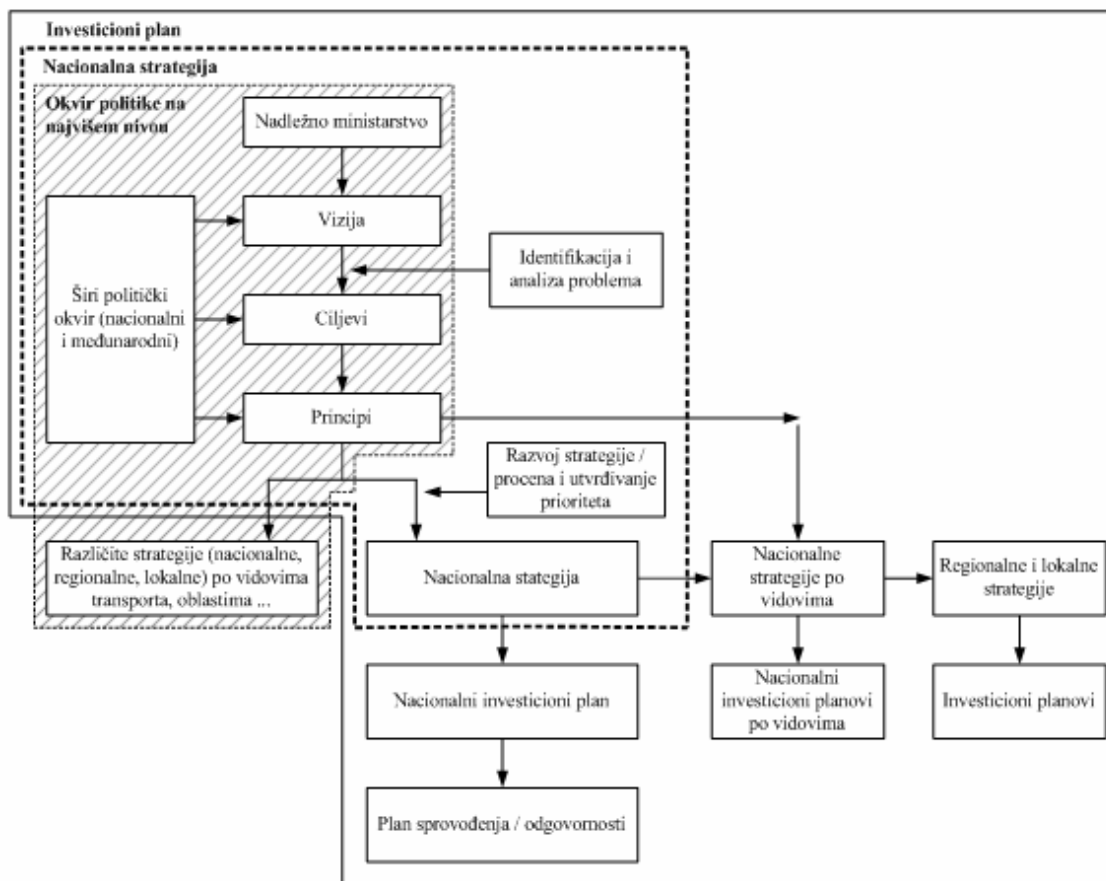 Investicioni plan
Nacionalna strategija
Okvir politike na
najvišem nivou
Nadležno ministarstvo
Vizija
Identifikacija i
analiza problema
Širi politički
okvir (nacionalni
i međunarodni)
Ciljevi
Principi
Razvoj strategije /
procena i utvrđivanje
prioriteta
Različite strategije (nacionalne,
regionalne, lokalne) po vidovima
transporta, oblastima ...
Nacionalna stategija
Nacionalne
strategije po
vidovima
Regionalne i lokalne
strategije
Nacionalni investicioni plan
Nacionalni
investicioni planovi
po vidovima
Investicioni planovi
Plan sprovođenja / odgovornosti